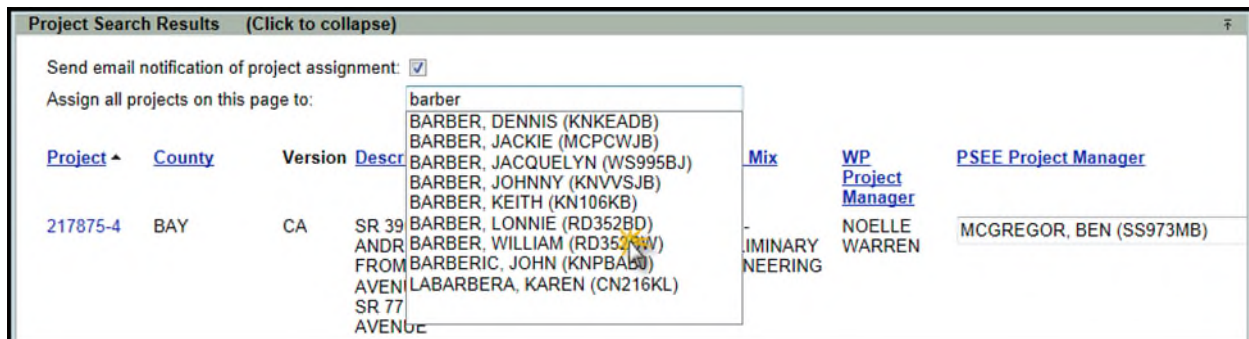 Project Search Results (Click to collapse)
Send email notification of project assignment:
Assign all projects on this page to:
barber
BARBER, DENNIS (KNKEADB)
BARBER, JACKIE (MCPCWJB)
BARBER, JACQUELYN (WS995BJ)
BARBER, JOHNNY (KNVVSJB)
BARBER, KEITH (KN106KB)
BARBER, LONNIE (RD352BD)
BARBER, WILLIAM
BARBERIC, JOHN
LABARBERA, KAREN (CN216KL)
Project County Version Descr Mix WP Project Manager PSEE Project Manager
217875-4 BAY CA SR 39 NOELLE WARREN MCGREGOR, BEN (SS973MB)
ANDR IMINARY
FROM NEERING
AVEN
SR 77
AVENUE